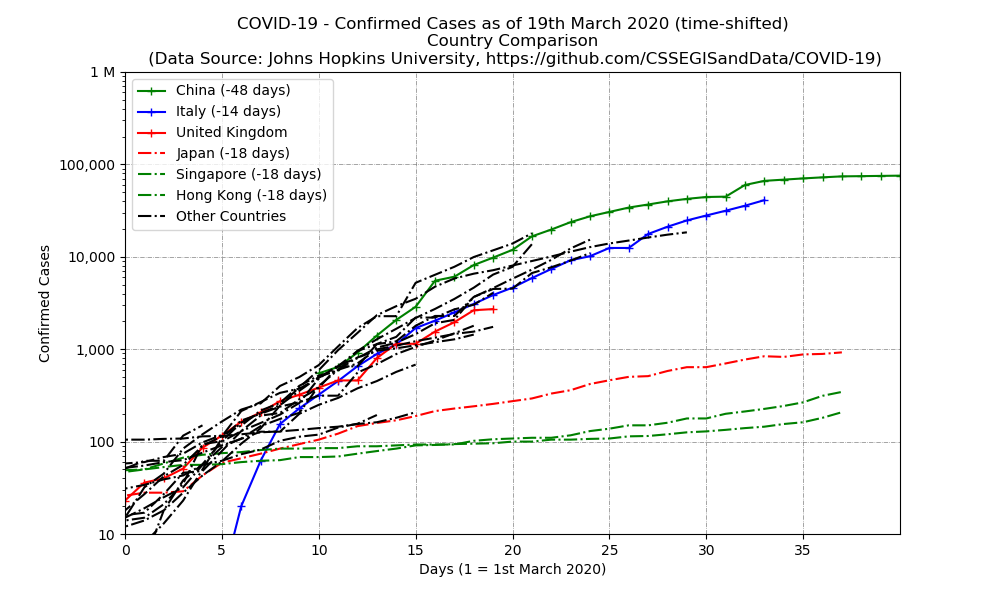 COVID-19 - Confirmed Cases as of 19th March 2020 (time-shifted)
Country Comparison
(Data Source: Johns Hopkins University, https://github.com/CSSEGISandData/COVID-19)
1 M
100,000
10,000
1,000
100
10
Confirmed Cases
China (-48 days)
Italy (-14 days)
United Kingdom
Japan (-18 days)
Singapore (-18 days)
Hong Kong (-18 days)
Other Countries
0
5
10
15
20
25
30
35
Days (1 = 1st March 2020)